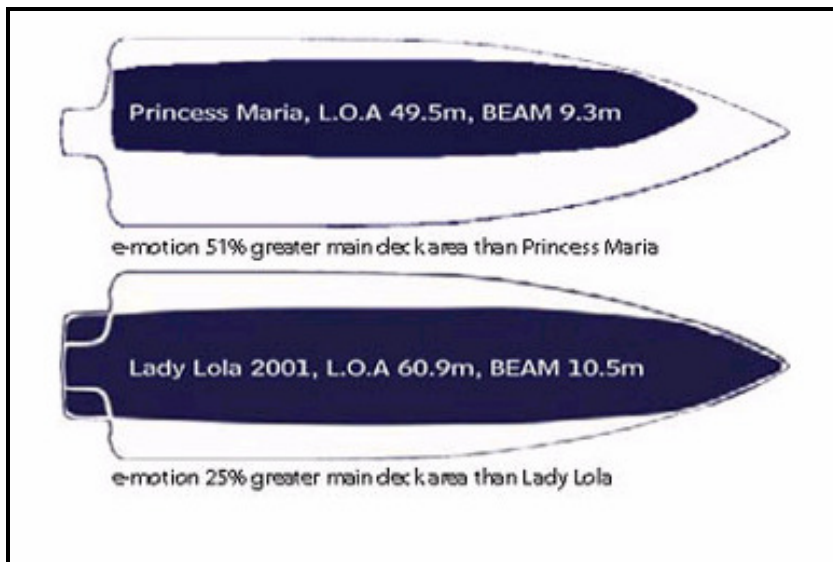 Princess Maria, L.O.A 49.5m, BEAM 9.3m
e-motion 51% greater main deck area than Princess Maria
Lady Lola 2001, L.O.A 60.9m, BEAM 10.5m
e-motion 25% greater main deck area than Lady Lola